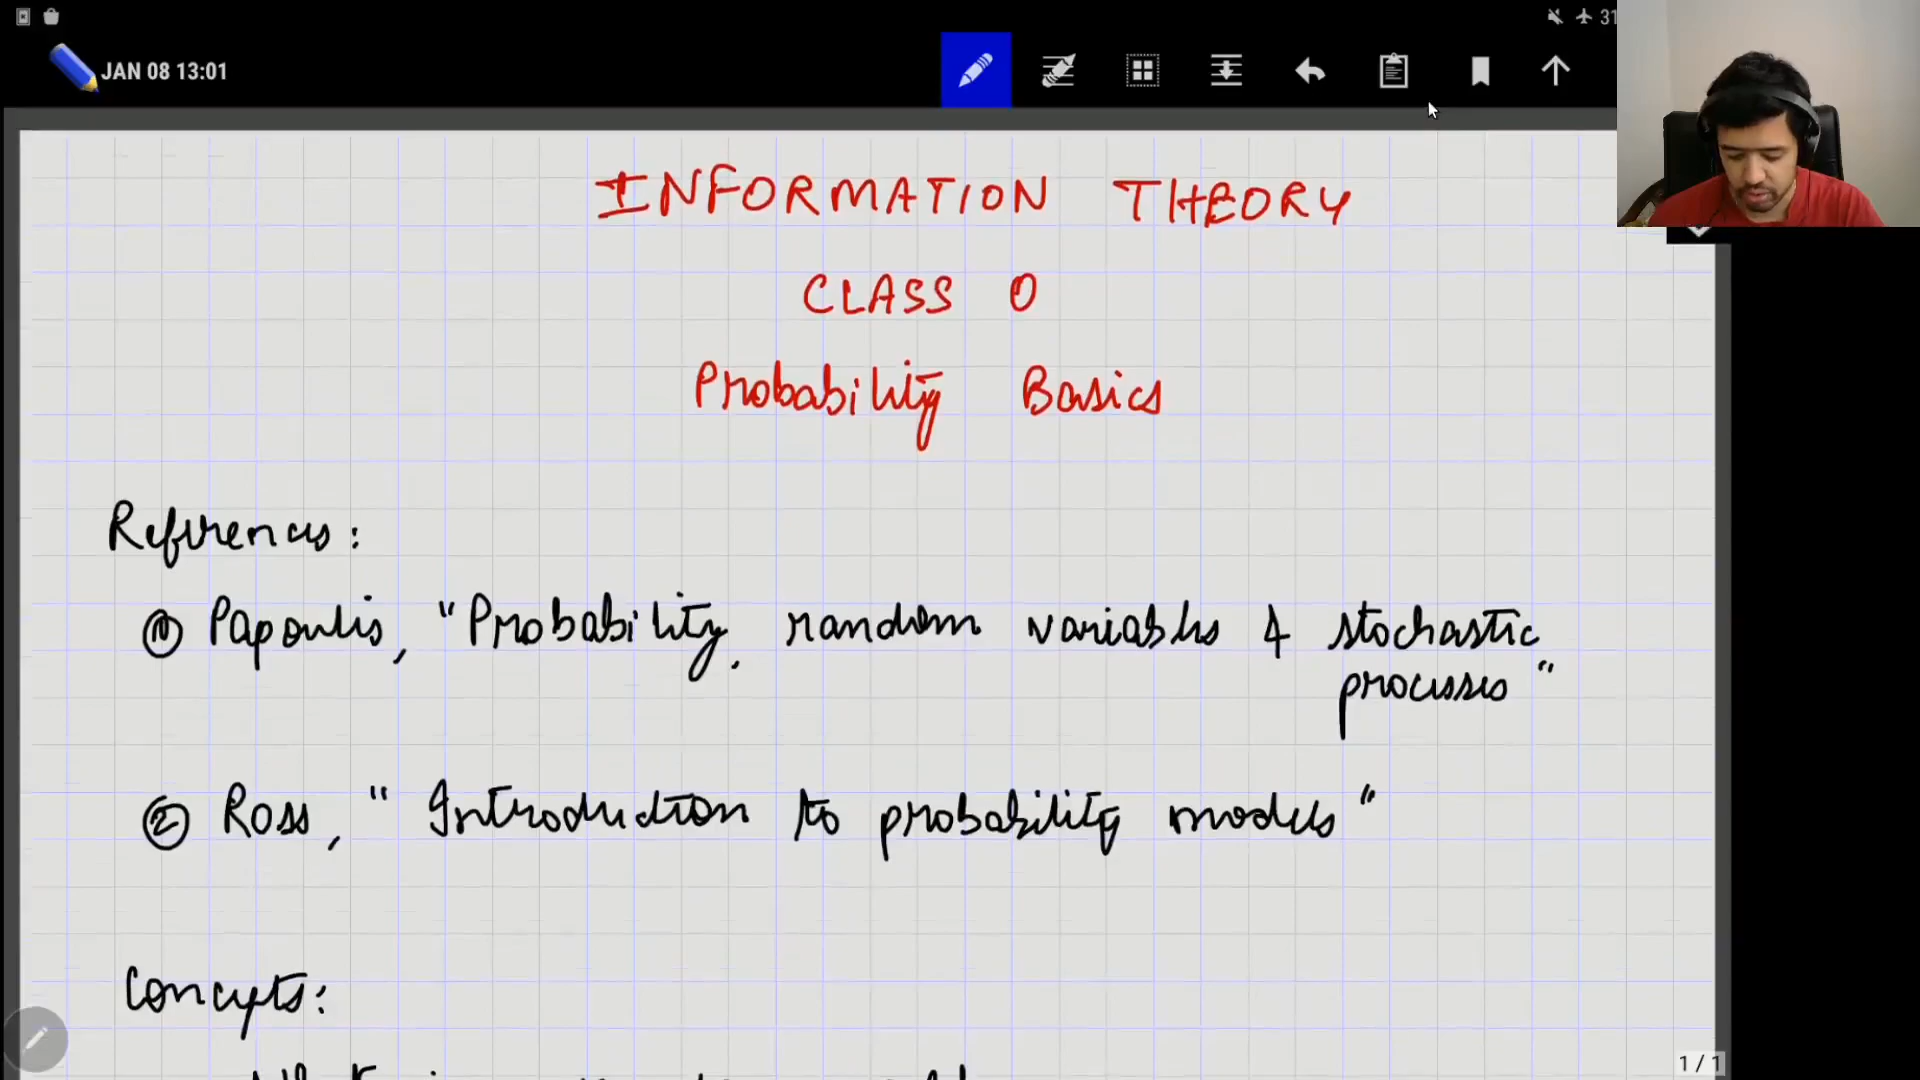 JAN 08 13:01
31
INFORMATION THEORY
CLASS 0
Probability Basics
References:
① Papoulis, "Probability, random variables & stochastic
processes"
② Ross, "Introduction to probability models"
Concepts:
1 / 1